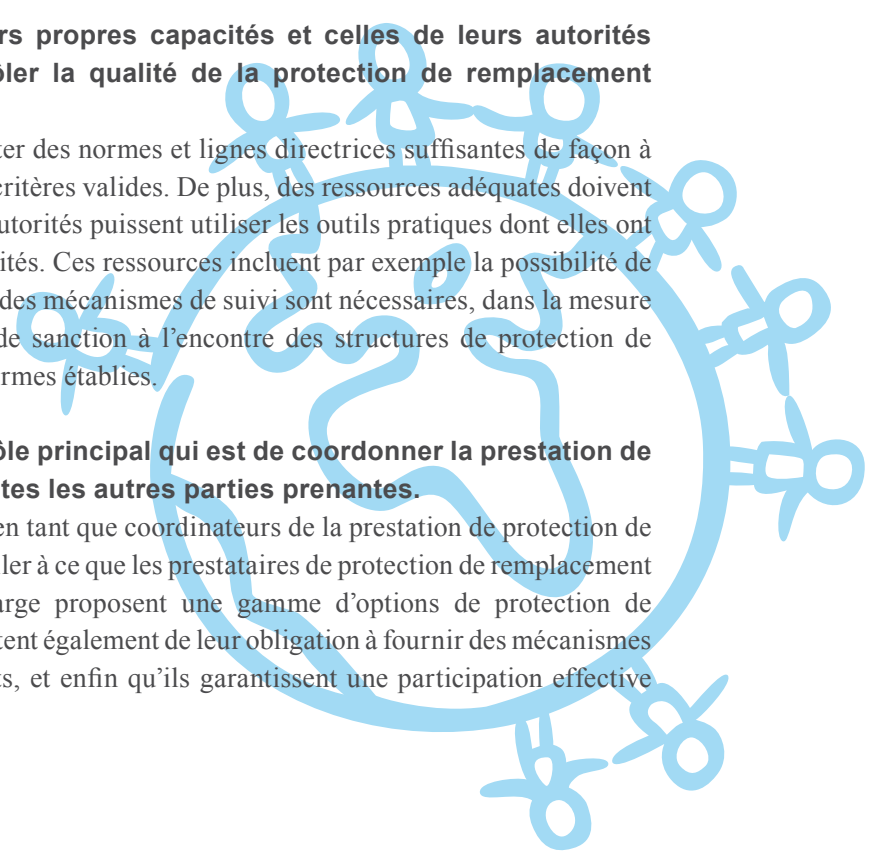 rs propres capacités et celles de leurs autorités
ôler la qualité de la protection de remplacement
ter des normes et lignes directrices suffisantes de façon à
critères valides. De plus, des ressources adéquates doivent
autorités puissent utiliser les outils pratiques dont elles ont
ités. Ces ressources incluent par exemple la possibilité de
des mécanismes de suivi sont nécessaires, dans la mesure
de sanction à l’encontre des structures de protection de
rmes établies.
ôle principal qui est de coordonner la prestation de
tes les autres parties prenantes.
en tant que coordinateurs de la prestation de protection de
ler à ce que les prestataires de protection de remplacement
arge proposent une gamme d’options de protection de
tent également de leur obligation à fournir des mécanismes
ts, et enfin qu’ils garantissent une participation effective